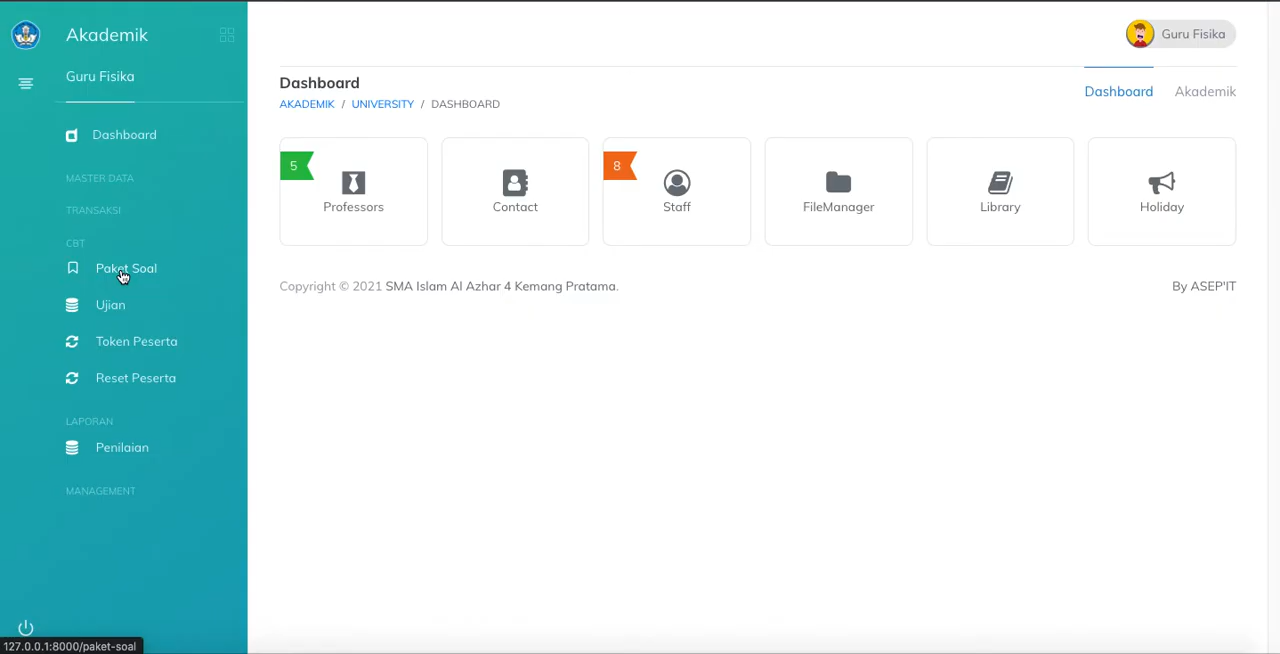 Akademik
Guru Fisika
Dashboard
MASTER DATA
TRANSAKSI
CBT
Paket Soal
Ujian
Token Peserta
Reset Peserta
LAPORAN
Penilaian
MANAGEMENT
127.0.0.1:8000/paket-soal
Guru Fisika
Dashboard
AKADEMIK / UNIVERSITY / DASHBOARD
Dashboard Akademik
5
Professors
Contact
8
Staff
FileManager
Library
Holiday
Copyright © 2021 SMA Islam Al Azhar 4 Kemang Pratama.
By ASEP'IT